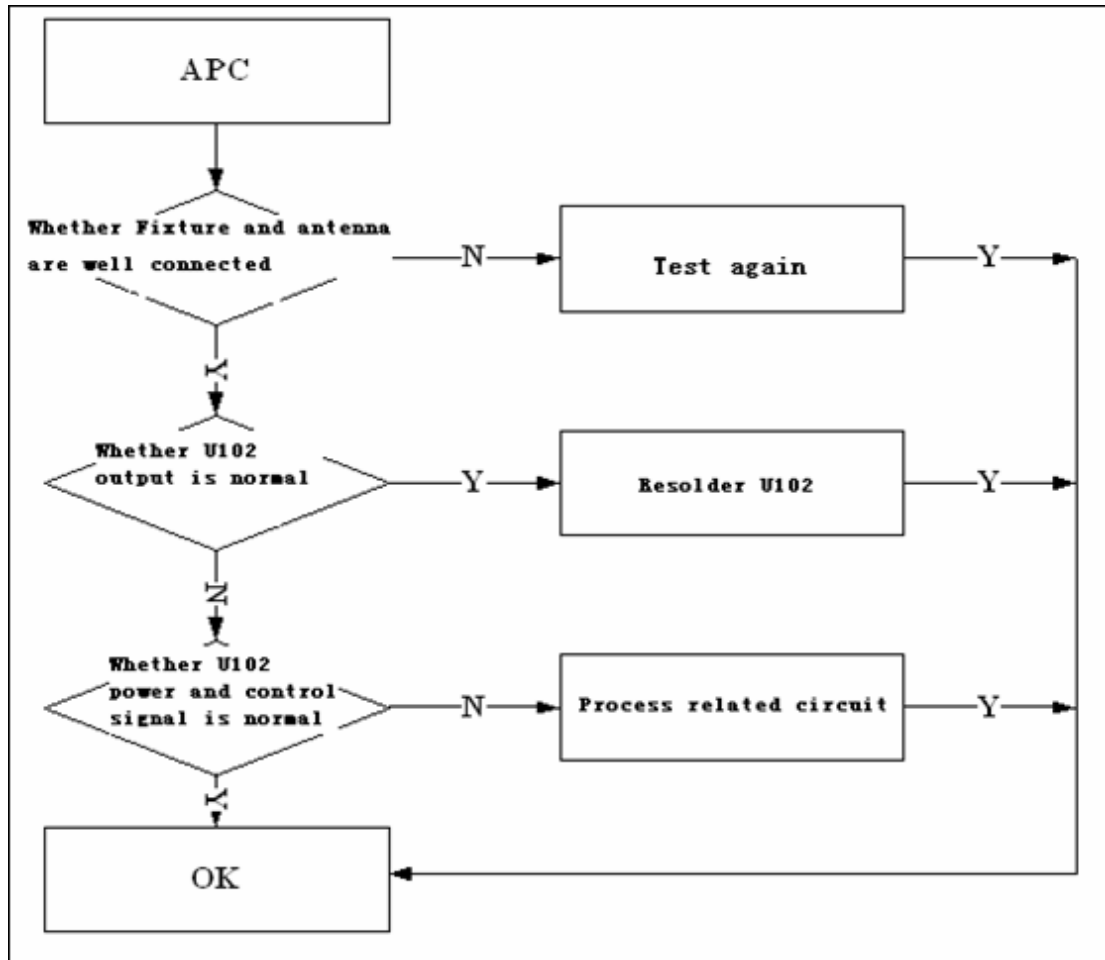 APC
Whether Fixture and antenna
are well connected
N
Test again
Y
Y
Whether U102
output is normal
Y
Resolder U102
Y
N
Whether U102
power and control
signal is normal
N
Process related circuit
Y
Y
OK